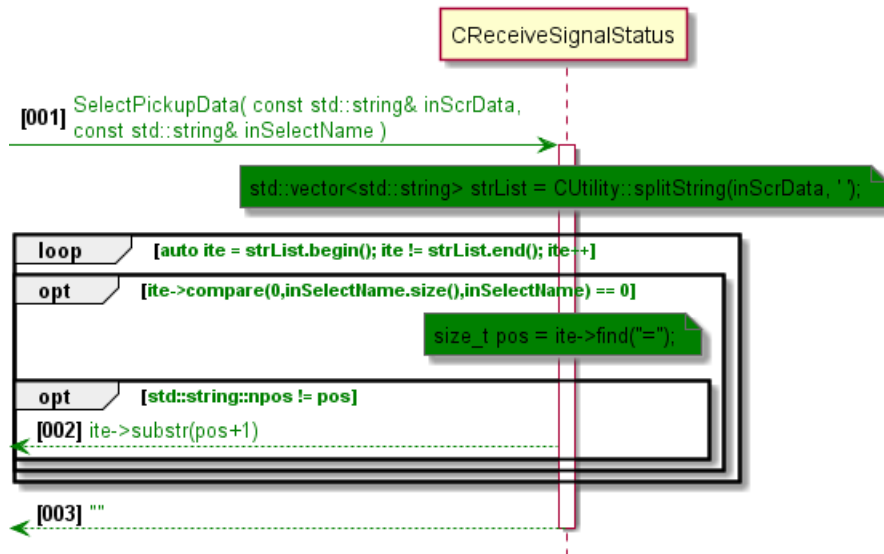 CReceiveSignalStatus
[001] SelectPickupData( const std::string& inScrData,
const std::string& inSelectName )
std::vector<std::string> strList = CUtility::splitString(inScrData, ' ');
loop [auto ite = strList.begin(); ite != strList.end(); ite++]
opt [ite->compare(0,inSelectName.size(),inSelectName) == 0]
size_t pos = ite->find("=");
opt [std::string::npos != pos]
[002] ite->substr(pos+1)
[003] ""